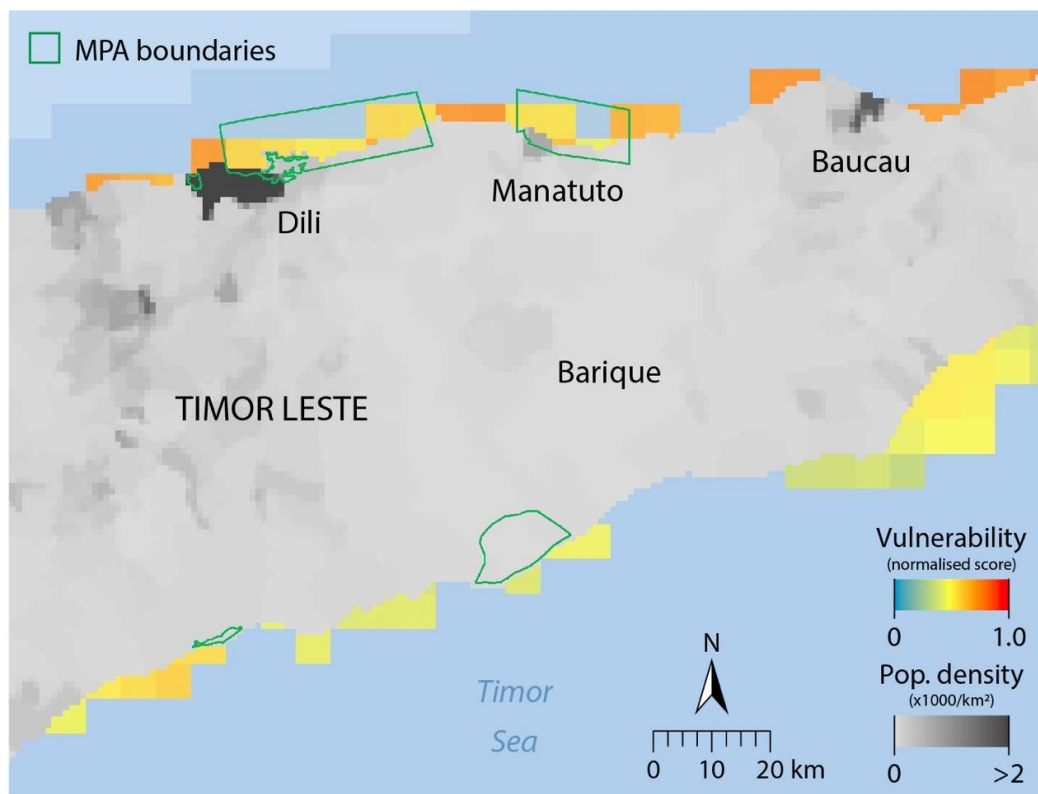 MPA boundaries
Dili
Manatuto
Baucau
TIMOR LESTE
Barique
Timor
Sea
N
0 10 20 km
Vulnerability
(normalised score)
0 1.0
Pop. density
(x1000/km²)
0 >2